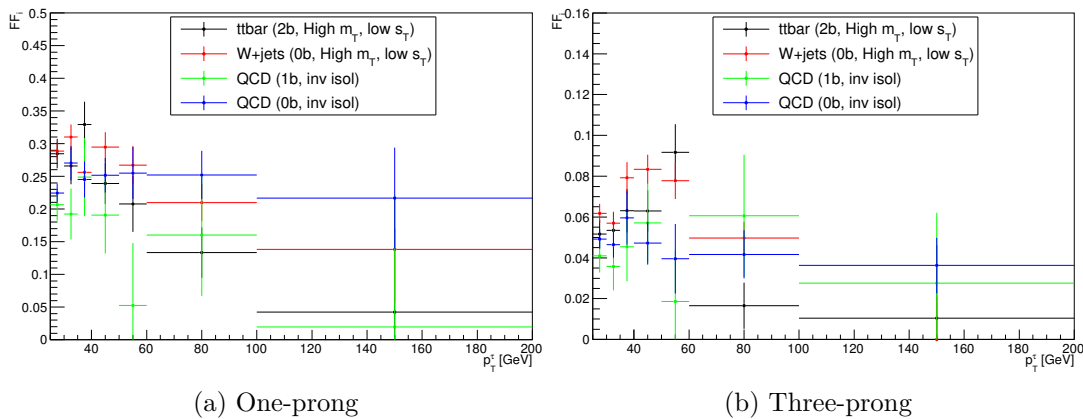 FF_i
0.5
0.45
0.4
0.35
0.3
0.25
0.2
0.15
0.1
0.05
0
40 60 80 100 120 140 160 180 200
p_T^τ [GeV]
ttbar (2b, High m_T, low s_T)
W+jets (0b, High m_T, low s_T)
QCD (1b, inv isol)
QCD (0b, inv isol)
(a) One-prong
FF_i
0.16
0.14
0.12
0.1
0.08
0.06
0.04
0.02
0
40 60 80 100 120 140 160 180 200
p_T^τ [GeV]
ttbar (2b, High m_T, low s_T)
W+jets (0b, High m_T, low s_T)
QCD (1b, inv isol)
QCD (0b, inv isol)
(b) Three-prong